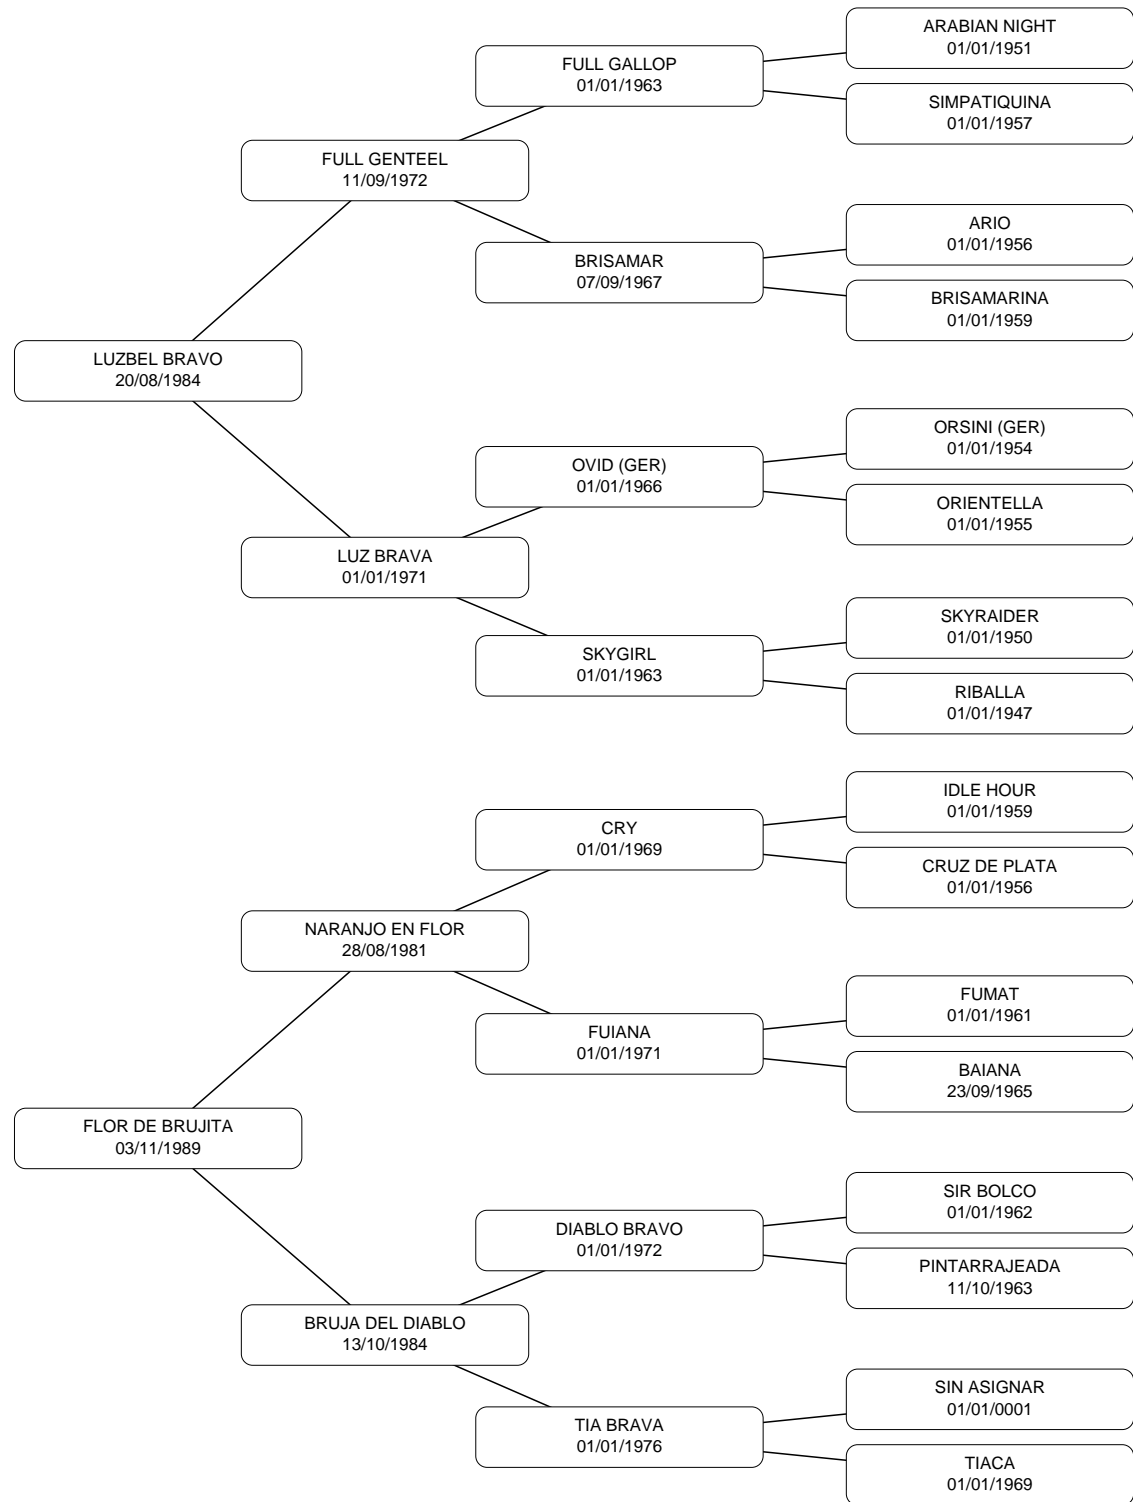 ARABIAN NIGHT
01/01/1951
FULL GALLOP
01/01/1963
SIMPATIQUINA
01/01/1957
FULL GENTEEL
11/09/1972
ARIO
01/01/1956
BRISAMAR
07/09/1967
BRISAMARINA
01/01/1959
LUZBEL BRAVO
20/08/1984
ORSINI (GER)
01/01/1954
OVID (GER)
01/01/1966
ORIENTELLA
01/01/1955
LUZ BRAVA
01/01/1971
SKYRAIDER
01/01/1950
SKYGIRL
01/01/1963
RIBALLA
01/01/1947
IDLE HOUR
01/01/1959
CRY
01/01/1969
CRUZ DE PLATA
01/01/1956
NARANJO EN FLOR
28/08/1981
FUMAT
01/01/1961
FUIANA
01/01/1971
BAIANA
23/09/1965
FLOR DE BRUJITA
03/11/1989
SIR BOLCO
01/01/1962
DIABLO BRAVO
01/01/1972
PINTARRAJEADA
11/10/1963
BRUJA DEL DIABLO
13/10/1984
SIN ASIGNAR
01/01/0001
TIA BRAVA
01/01/1976
TIACA
01/01/1969